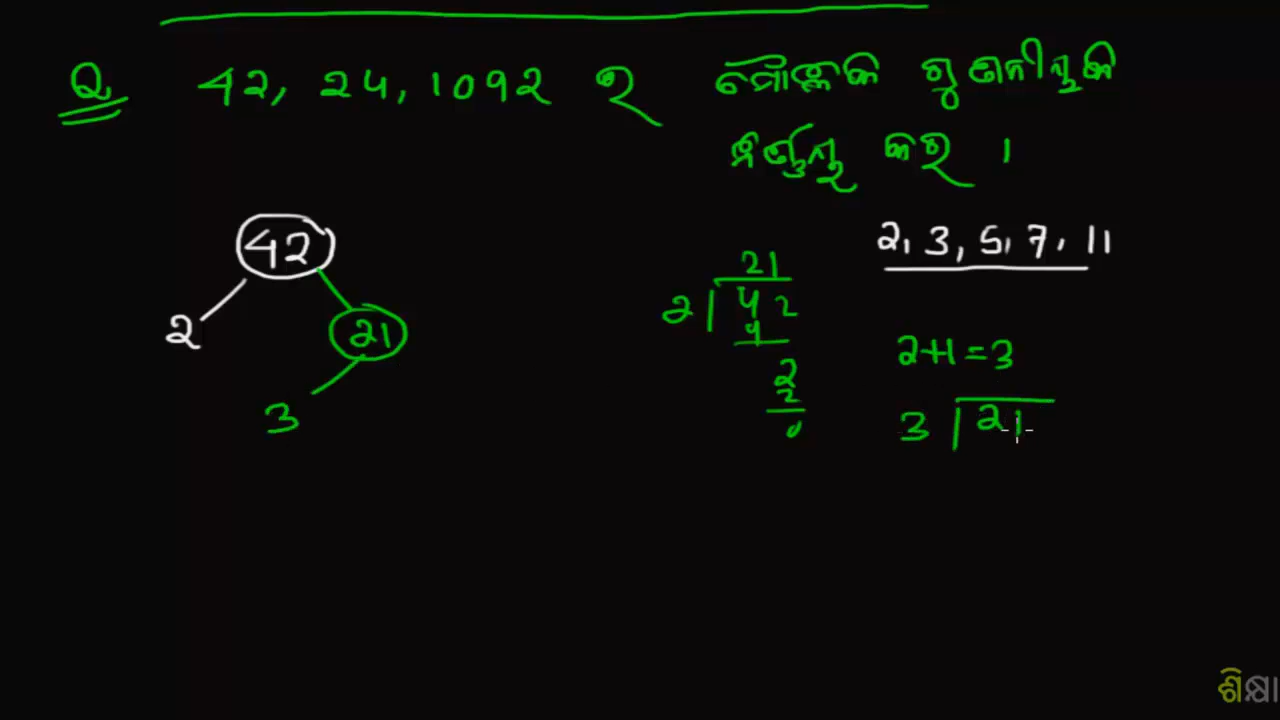 Q 42, 24, 1092 ର ମୌଳିକ ଗୁଣନୀୟକ
ନିର୍ଣ୍ଣୟ କର ।
42
2 21
3
21
2 42
4
2
2
0
2, 3, 5, 7, 11
2+1=3
3 21
ଶିକ୍ଷା